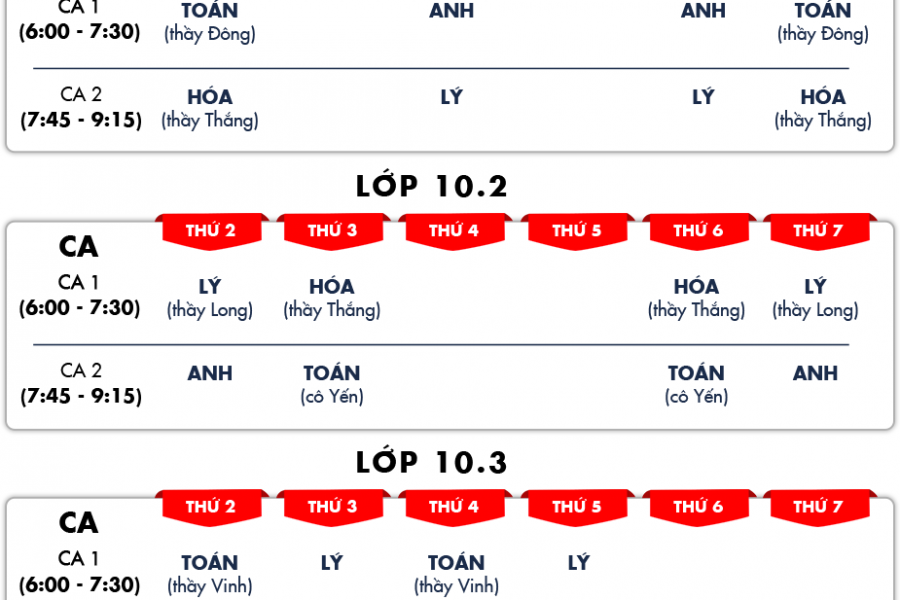 CA 1 TOÁN ANH ANH TOÁN
(6:00 - 7:30) (thầy Đông) (thầy Đông)
CA 2 HÓA LÝ LÝ HÓA
(7:45 - 9:15) (thầy Thắng) (thầy Thắng)
LỚP 10.2
CA THỨ 2 THỨ 3 THỨ 4 THỨ 5 THỨ 6 THỨ 7
CA 1 LÝ HÓA HÓA LÝ
(6:00 - 7:30) (thầy Long) (thầy Thắng) (thầy Thắng) (thầy Long)
CA 2 ANH TOÁN TOÁN ANH
(7:45 - 9:15) (cô Yến) (cô Yến)
LỚP 10.3
CA THỨ 2 THỨ 3 THỨ 4 THỨ 5 THỨ 6 THỨ 7
CA 1 TOÁN LÝ TOÁN LÝ
(6:00 - 7:30) (thầy Vinh) (thầy Vinh)